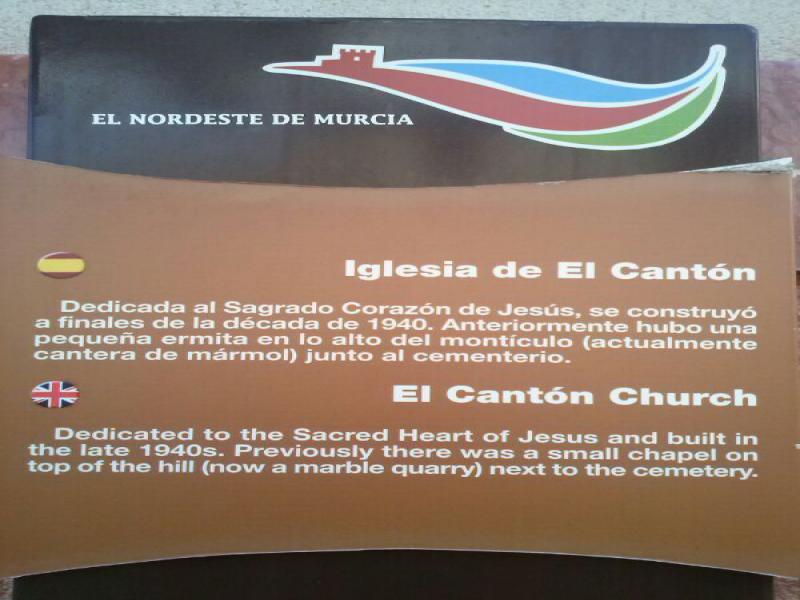 EL NORDESTE DE MURCIA
Iglesia de El Cantón
Dedicada al Sagrado Corazón de Jesús, se construyó
a finales de la década de 1940. Anteriormente hubo una
pequeña ermita en lo alto del montículo (actualmente
cantera de mármol) junto al cementerio.
El Cantón Church
Dedicated to the Sacred Heart of Jesus and built in
the late 1940s. Previously there was a small chapel on
top of the hill (now a marble quarry) next to the cemetery.